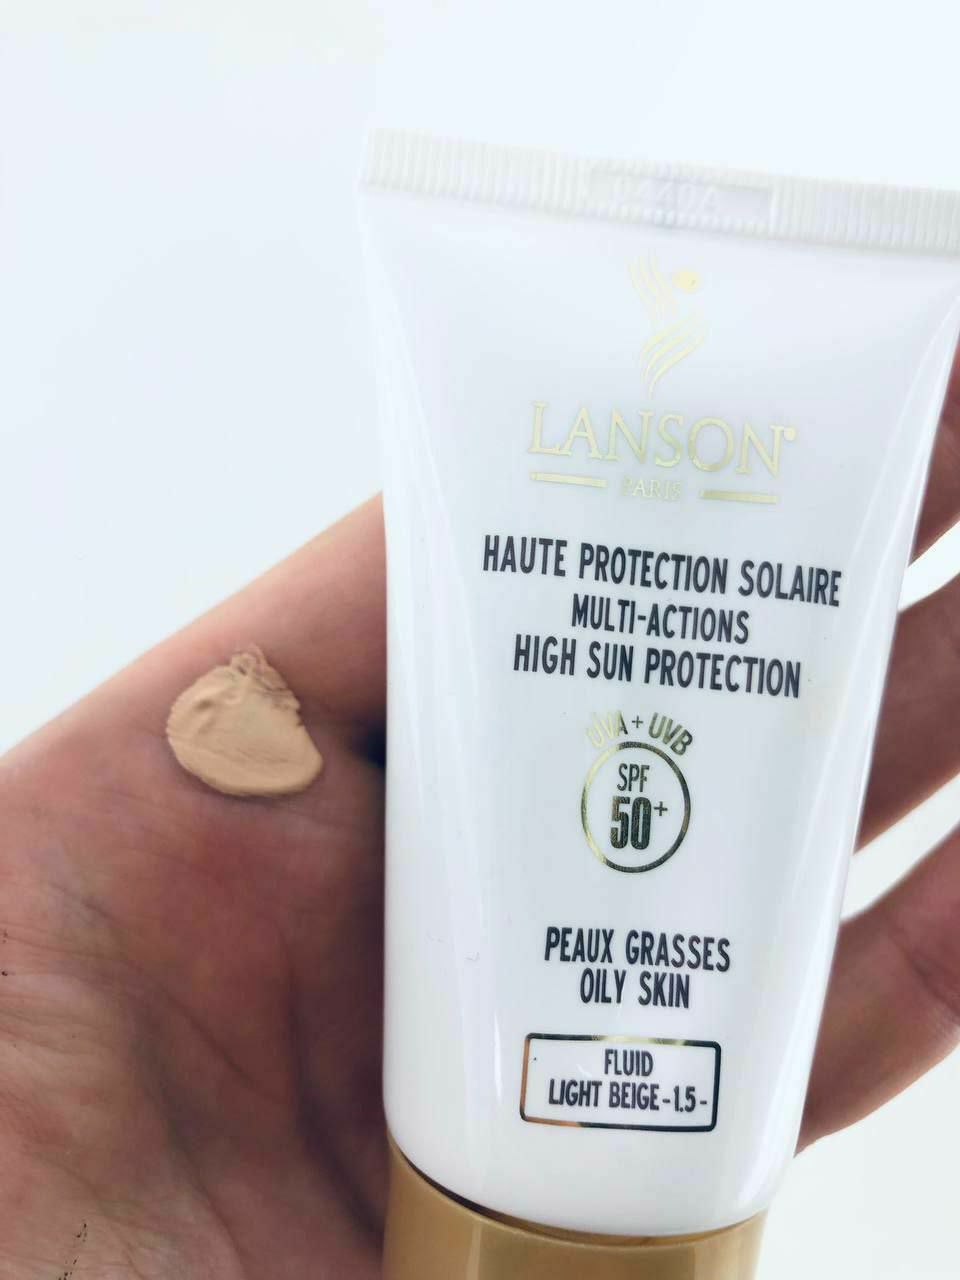 LANSON
PARIS
HAUTE PROTECTION SOLAIRE
MULTI-ACTIONS
HIGH SUN PROTECTION
UVA + UVB
SPF
50+
PEAUX GRASSES
OILY SKIN
FLUID
LIGHT BEIGE -1.5-